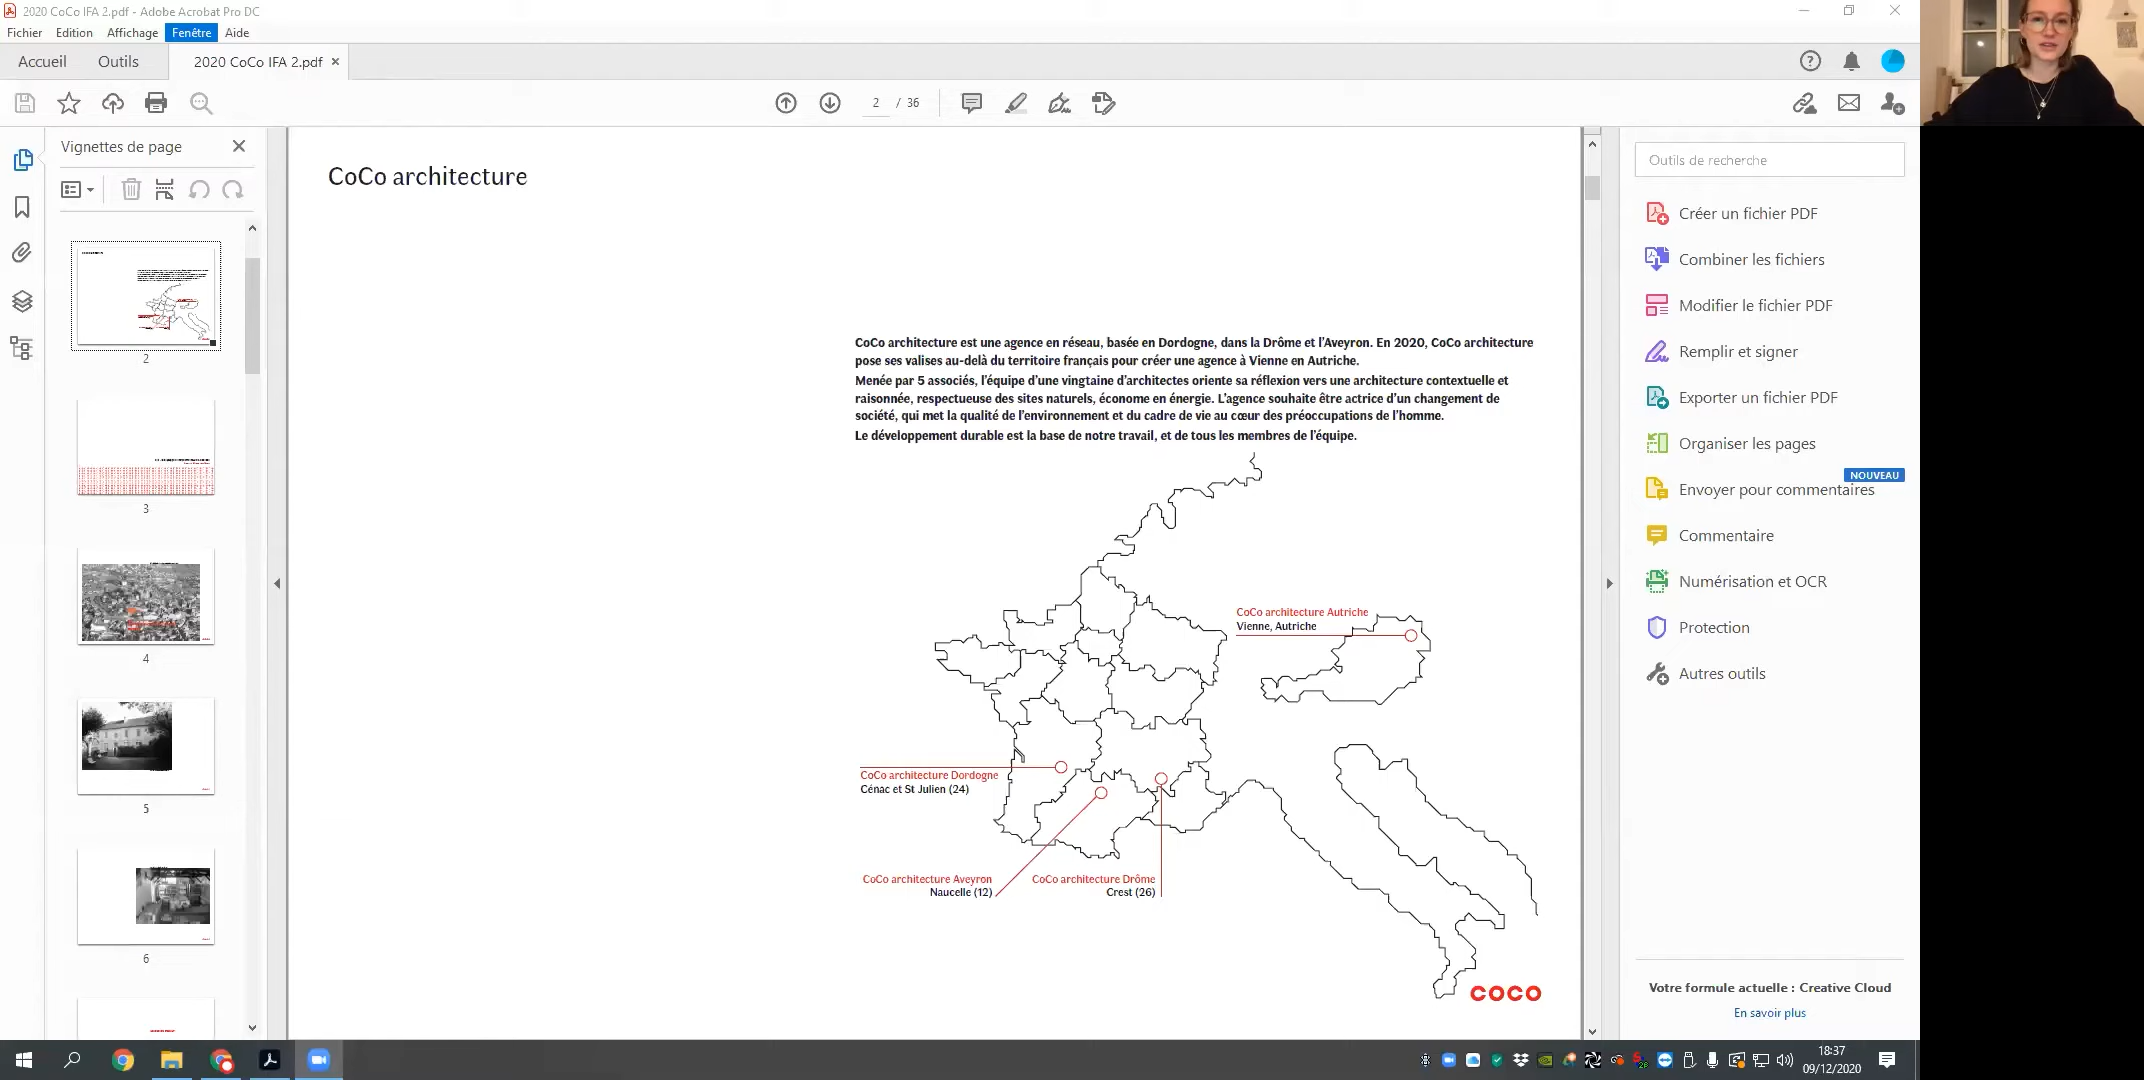 2020 CoCo IFA 2.pdf - Adobe Acrobat Pro DC
Fichier Edition Affichage Fenêtre Aide
Accueil Outils 2020 CoCo IFA 2.pdf ×
2 / 36
Vignettes de page
2
3
4
5
6
CoCo architecture
CoCo architecture est une agence en réseau, basée en Dordogne, dans la Drôme et l'Aveyron. En 2020, CoCo architecture
pose ses valises au-delà du territoire français pour créer une agence à Vienne en Autriche.
Menée par 5 associés, l'équipe d'une vingtaine d'architectes oriente sa réflexion vers une architecture contextuelle et
raisonnée, respectueuse des sites naturels, économe en énergie. L'agence souhaite être actrice d'un changement de
société, qui met la qualité de l'environnement et du cadre de vie au cœur des préoccupations de l'homme.
Le développement durable est la base de notre travail, et de tous les membres de l'équipe.
CoCo architecture Autriche
Vienne, Autriche
CoCo architecture Dordogne
Cénac et St Julien (24)
CoCo architecture Aveyron
Naucelle (12)
CoCo architecture Drôme
Crest (26)
COCO
Outils de recherche
Créer un fichier PDF
Combiner les fichiers
Modifier le fichier PDF
Remplir et signer
Exporter un fichier PDF
Organiser les pages
NOUVEAU
Envoyer pour commentaires
Commentaire
Numérisation et OCR
Protection
Autres outils
Votre formule actuelle : Creative Cloud
En savoir plus
18:37
09/12/2020